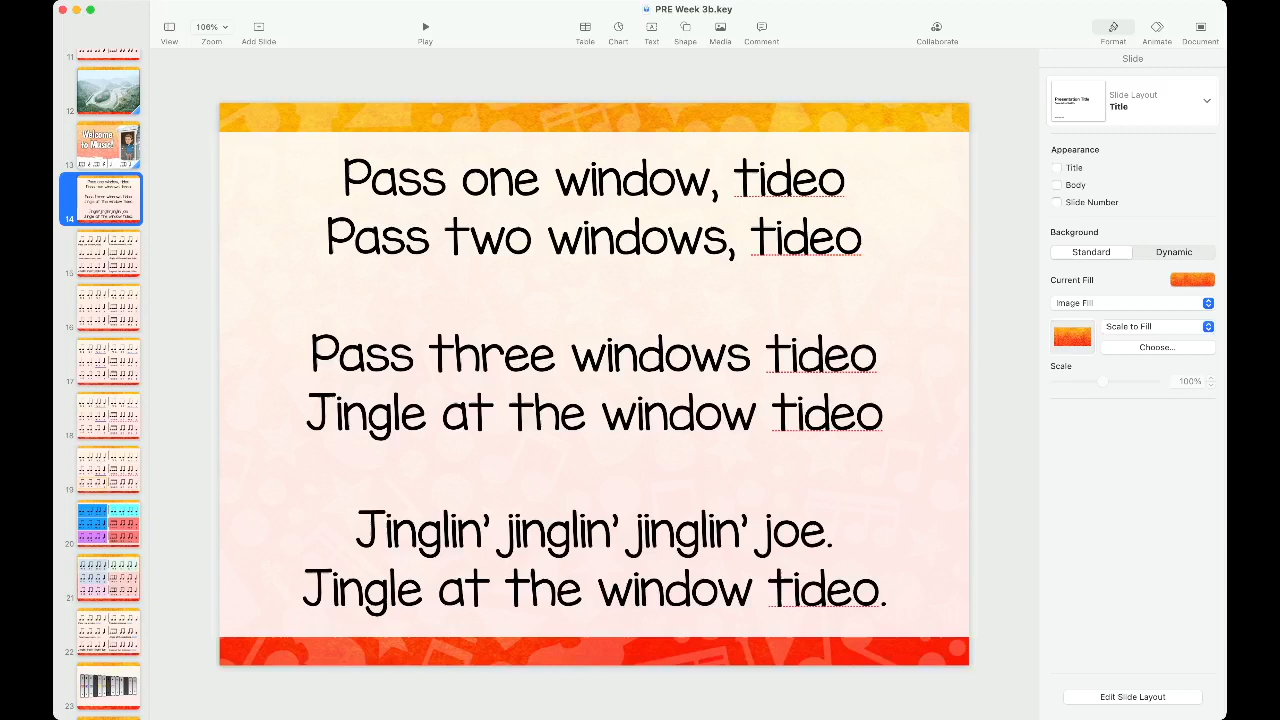 PRE Week 3b.key
106%
View
Zoom
Add Slide
Play
Table
Chart
Text
Shape
Media
Comment
Collaborate
Format
Animate
Document
11
12
Welcome
to Music!
13
14
15
16
17
18
19
20
21
22
23
Pass one window, tideo
Pass two windows, tideo
Pass three windows tideo
Jingle at the window tideo
Jinglin' jinglin' jinglin' joe.
Jingle at the window tideo.
Slide
Presentation Title
Slide Layout
Title
Appearance
Title
Body
Slide Number
Background
Standard
Dynamic
Current Fill
Image Fill
Scale to Fill
Choose...
Scale
100%
Edit Slide Layout